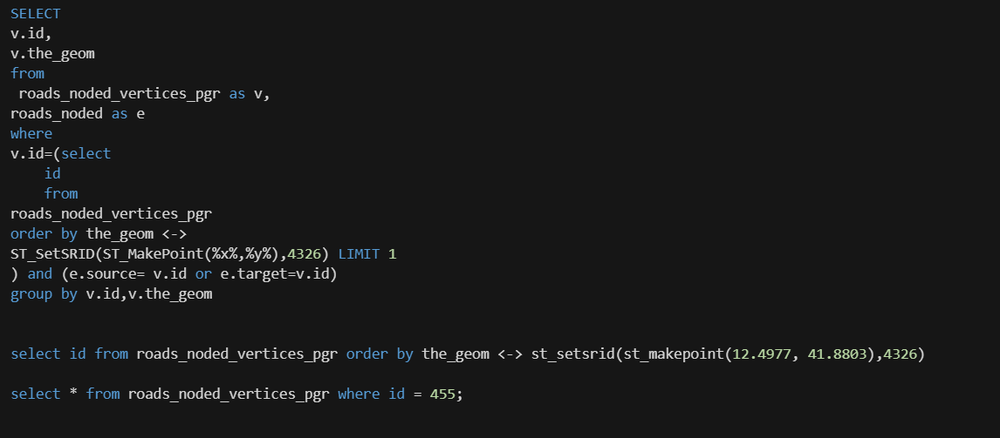 SELECT
v.id,
v.the_geom
from
 roads_noded_vertices_pgr as v,
roads_noded as e
where
v.id=(select
    id
    from
roads_noded_vertices_pgr
order by the_geom <->
ST_SetSRID(ST_MakePoint(%x%,%y%),4326) LIMIT 1
) and (e.source= v.id or e.target=v.id)
group by v.id,v.the_geom
select id from roads_noded_vertices_pgr order by the_geom <-> st_setsrid(st_makepoint(12.4977, 41.8803),4326)
select * from roads_noded_vertices_pgr where id = 455;